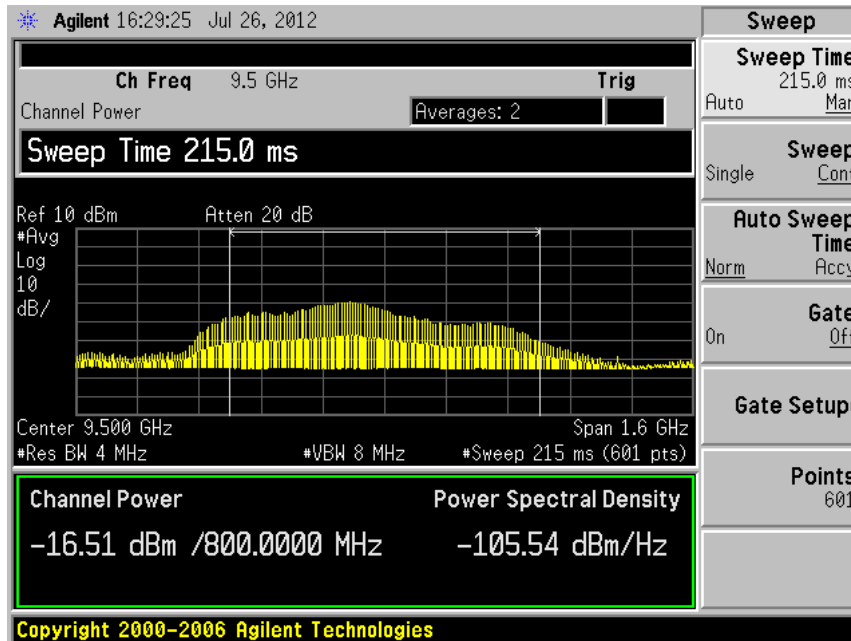 Agilent 16:29:25 Jul 26, 2012
Ch Freq 9.5 GHz Trig
Channel Power Averages: 2
Sweep Time 215.0 ms
Ref 10 dBm Atten 20 dB
#Avg
Log
10
dB/
Center 9.500 GHz Span 1.6 GHz
#Res BW 4 MHz #VBW 8 MHz #Sweep 215 ms (601 pts)
Channel Power Power Spectral Density
-16.51 dBm /800.0000 MHz -105.54 dBm/Hz
Copyright 2000-2006 Agilent Technologies
Sweep
Sweep Time
215.0 ms
Auto Man
Sweep
Single Cont
Auto Sweep
Time
Norm Accy
Gate
On Off
Gate Setup
Points
601